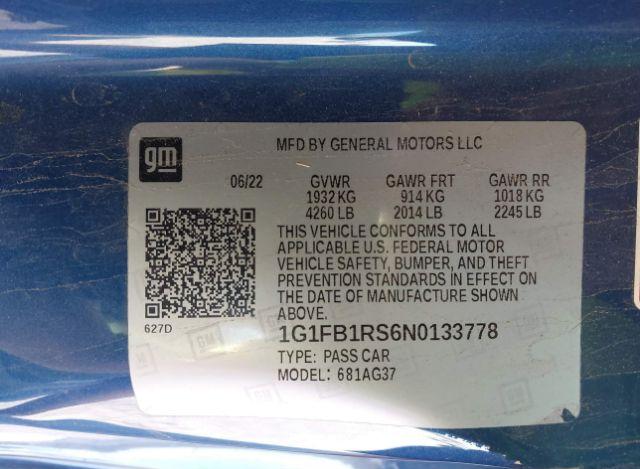 gm
MFD BY GENERAL MOTORS LLC
06/22 GVWR GAWR FRT GAWR RR
1932 KG 914 KG 1018 KG
4260 LB 2014 LB 2245 LB
THIS VEHICLE CONFORMS TO ALL
APPLICABLE U.S. FEDERAL MOTOR
VEHICLE SAFETY, BUMPER, AND THEFT
PREVENTION STANDARDS IN EFFECT ON
THE DATE OF MANUFACTURE SHOWN
ABOVE.
627D
1G1FB1RS6N0133778
TYPE: PASS CAR
MODEL: 681AG37